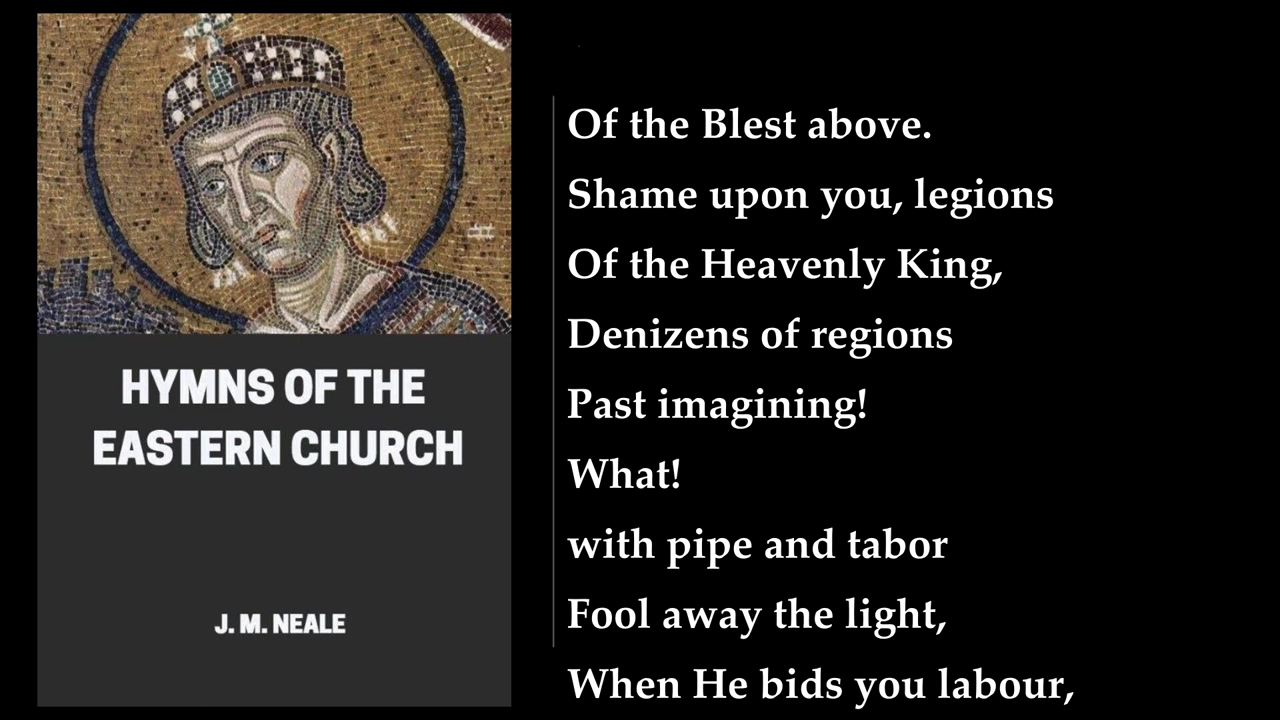 HYMNS OF THE
EASTERN CHURCH
J. M. NEALE
Of the Blest above.
Shame upon you, legions
Of the Heavenly King,
Denizens of regions
Past imagining!
What!
with pipe and tabor
Fool away the light,
When He bids you labour,